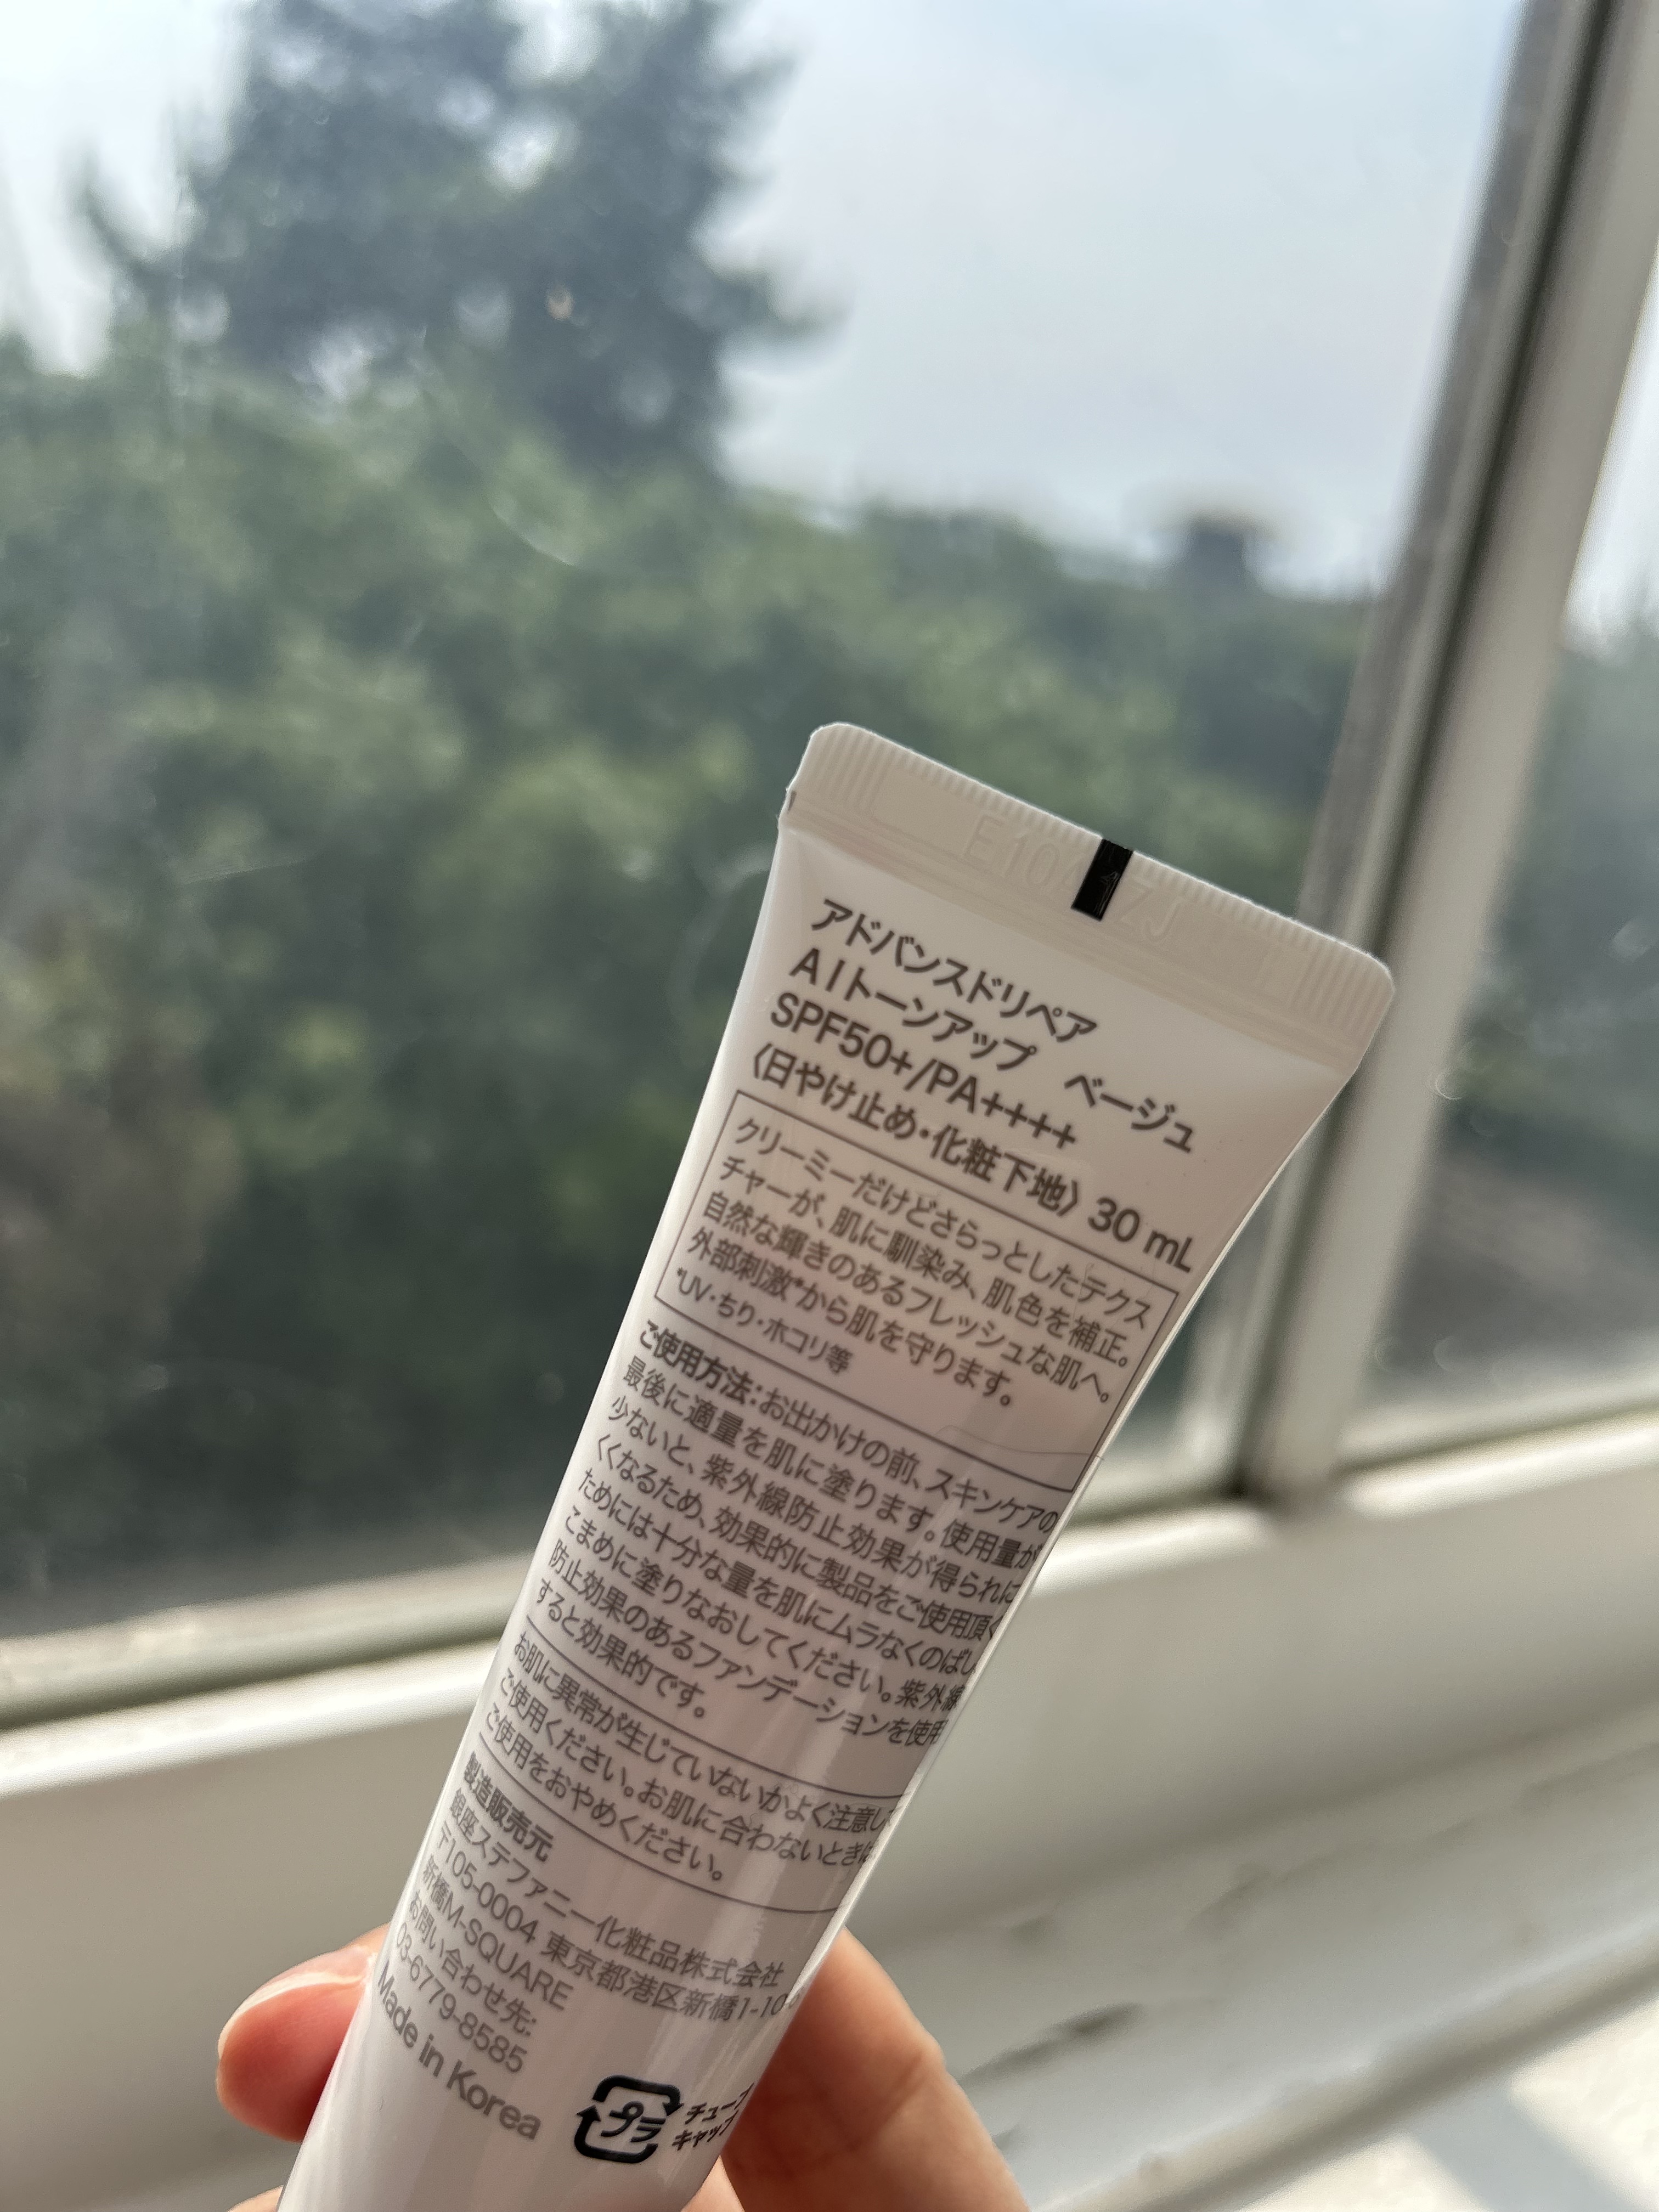 アドバンスドリペア
AIトーンアップ　ベージュ
SPF50+/PA++++
〈日やけ止め・化粧下地〉30 mL
クリーミーだけどさらっとしたテクス
チャーが、肌に馴染み、肌色を補正。
自然な輝きのあるフレッシュな肌へ。
外部刺激*から肌を守ります。
*UV・ちり・ホコリ等
ご使用方法：お出かけの前、スキンケアの
最後に適量を肌に塗ります。使用量が
少ないと、紫外線防止効果が得られに
くくなるため、効果的に製品をご使用頂く
ためには十分な量を肌にムラなくのばし
こまめに塗りなおしてください。紫外線
防止効果のあるファンデーションを使用
すると効果的です。
お肌に異常が生じていないかよく注意し
ご使用ください。お肌に合わないときは
ご使用をおやめください。
製造販売元
銀座ステファニー化粧品株式会社
〒105-0004 東京都港区新橋1-10-
新橋M-SQUARE
お問い合わせ先:
03-6779-8585
Made in Korea
プラ
チューブ
キャップ